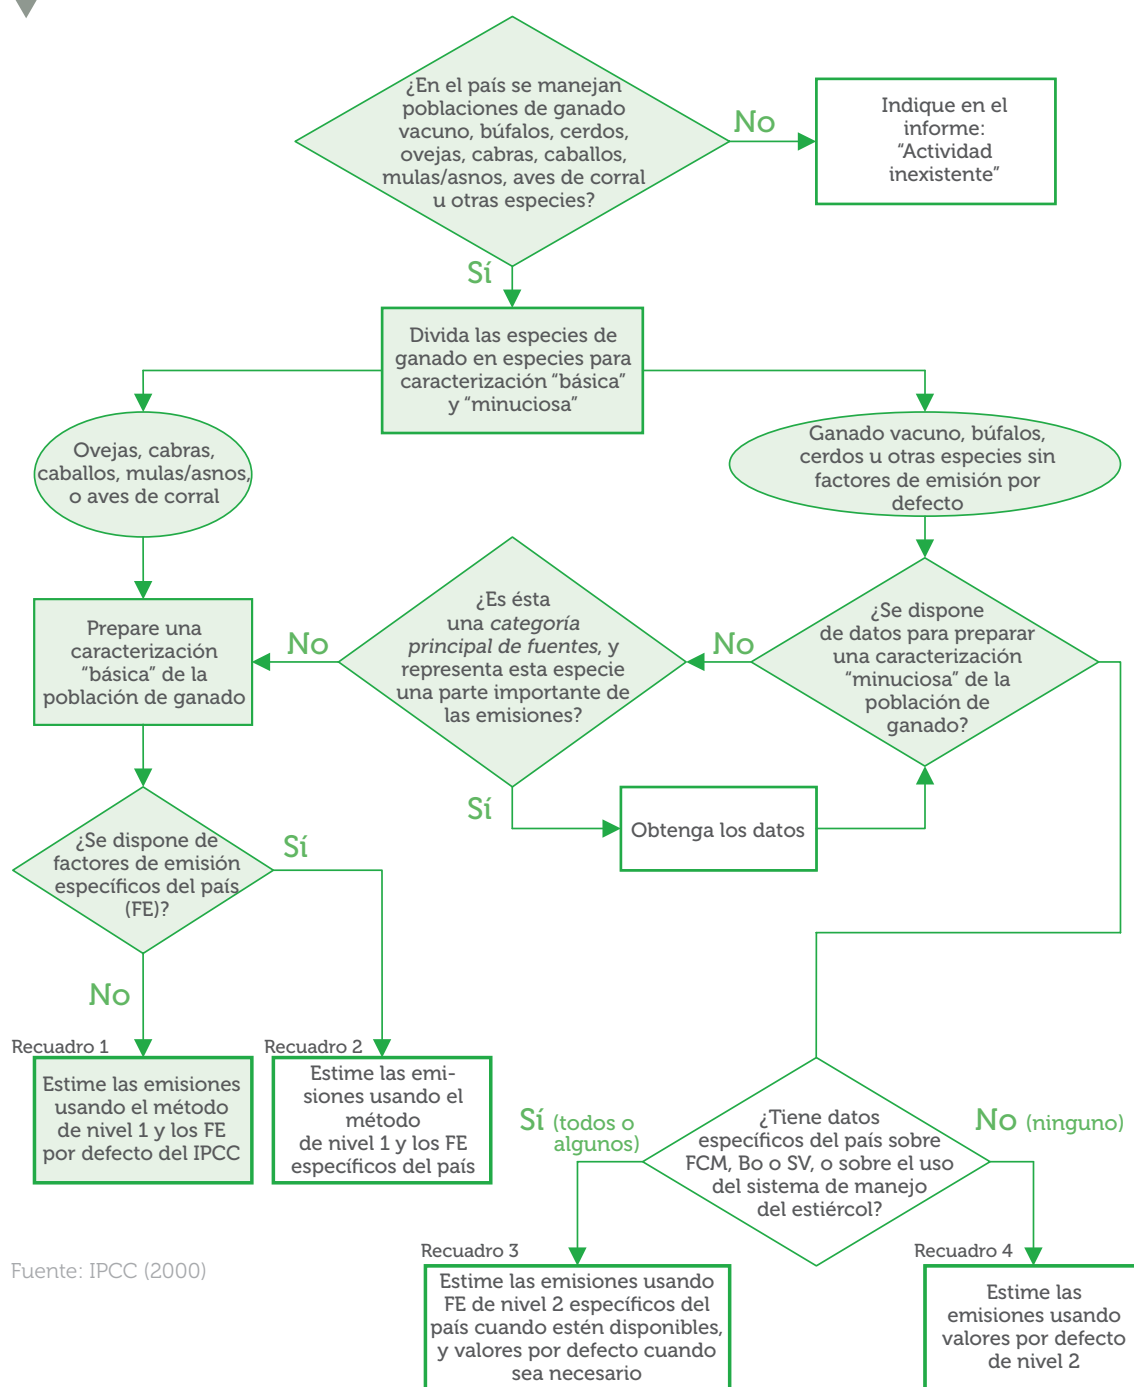 ¿En el país se manejan
poblaciones de ganado
vacuno, búfalos, cerdos,
ovejas, cabras, caballos,
mulas/asnos, aves de corral
u otras especies?
No
Indique en el
informe:
“Actividad
inexistente”
Sí
Divida las especies de
ganado en especies para
caracterización “básica”
y “minuciosa”
Ovejas, cabras,
caballos, mulas/asnos,
o aves de corral
Ganado vacuno, búfalos,
cerdos u otras especies sin
factores de emisión por
defecto
Prepare una
caracterización
“básica” de la
población de ganado
No
¿Es ésta
una categoría
principal de fuentes, y
representa esta especie
una parte importante de
las emisiones?
No
¿Se dispone
de datos para preparar
una caracterización
“minuciosa” de la
población de
ganado?
Sí
Obtenga los datos
¿Se dispone de
factores de emisión
específicos del país
(FE)?
Sí
No
Recuadro 1
Estime las emisiones
usando el método
de nivel 1 y los FE
por defecto del IPCC
Recuadro 2
Estime las emi-
siones usando el
método
de nivel 1 y los FE
específicos del país
¿Tiene datos
específicos del país sobre
FCM, Bo o SV, o sobre el uso
del sistema de manejo
del estiércol?
Sí (todos o
algunos)
No (ninguno)
Recuadro 3
Estime las emisiones usando
FE de nivel 2 específicos del
país cuando estén disponibles,
y valores por defecto cuando
sea necesario
Recuadro 4
Estime las
emisiones usando
valores por defecto
de nivel 2
Fuente: IPCC (2000)